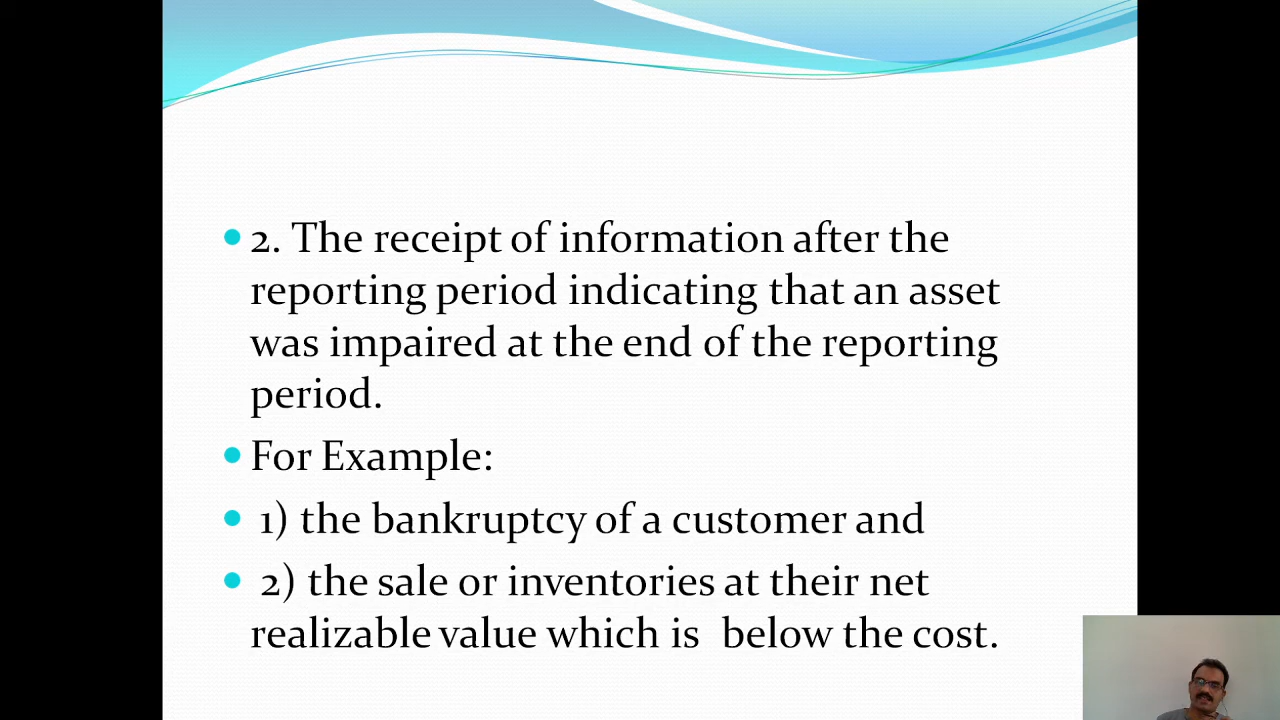 2. The receipt of information after the
reporting period indicating that an asset
was impaired at the end of the reporting
period.
For Example:
1) the bankruptcy of a customer and
2) the sale or inventories at their net
realizable value which is below the cost.